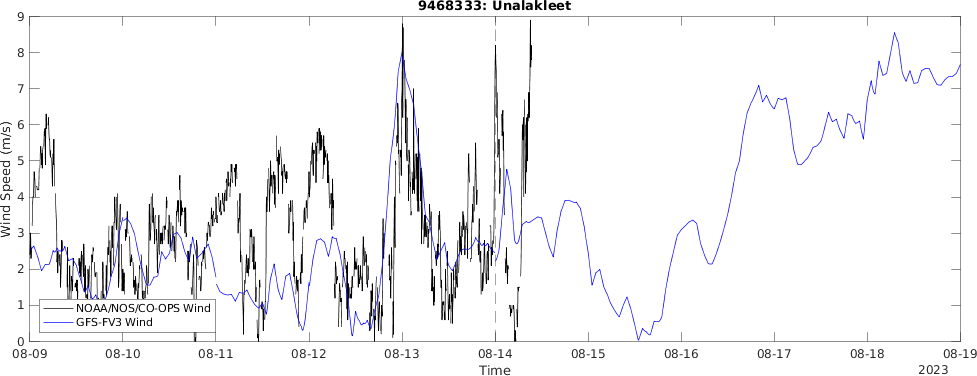 9468333: Unalakleet
Wind Speed (m/s)
9
8
7
6
5
4
3
2
1
0
NOAA/NOS/CO-OPS Wind
GFS-FV3 Wind
08-09 08-10 08-11 08-12 08-13 08-14 08-15 08-16 08-17 08-18 08-19
Time
2023